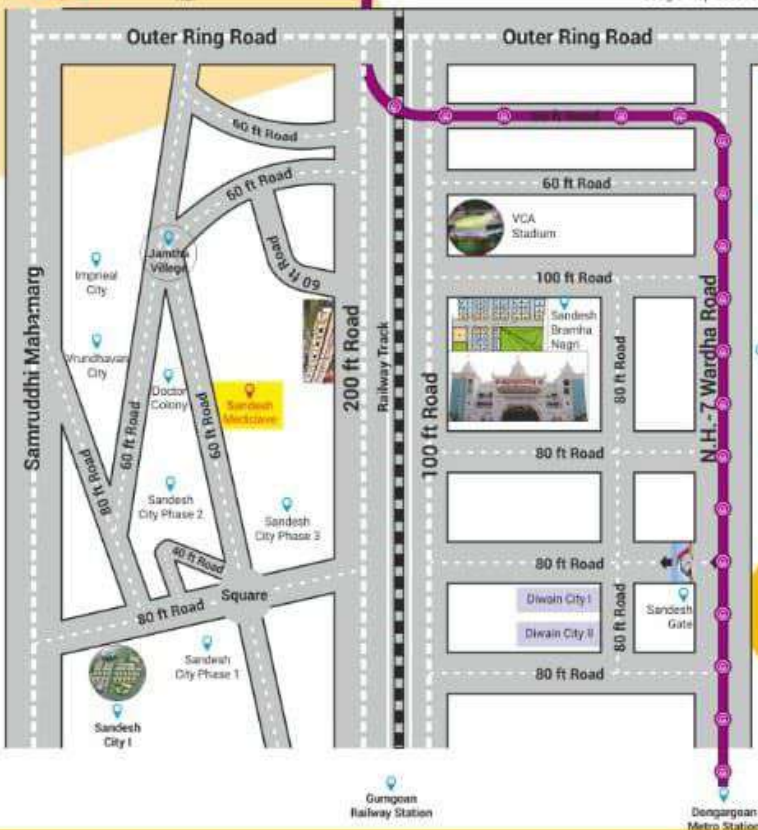 Outer Ring Road
Outer Ring Road
60 ft Road
60 ft Road
60 ft Road
60 ft Road
VCA
Stadium
100 ft Road
Jamtha
Village
Imprieal
City
Samruddhi Mahamarg
Vrundhavan
City
Doctor
Colony
60 ft Road
60 ft Road
80 ft Road
Sandesh
Medictave
200 ft Road
Railway Track
100 ft Road
Sandesh
Bramha
Nagri
80 ft Road
N.H.-7 Wardha Road
80 ft Road
Sandesh
City Phase 2
Sandesh
City Phase 3
40 ft Road
Square
80 ft Road
80 ft Road
Diwain City I
Diwain City II
80 ft Road
Sandesh
Gate
80 ft Road
Sandesh
City Phase 1
Sandesh
City I
Gumgoan
Railway Station
Dongargoan
Metro Station